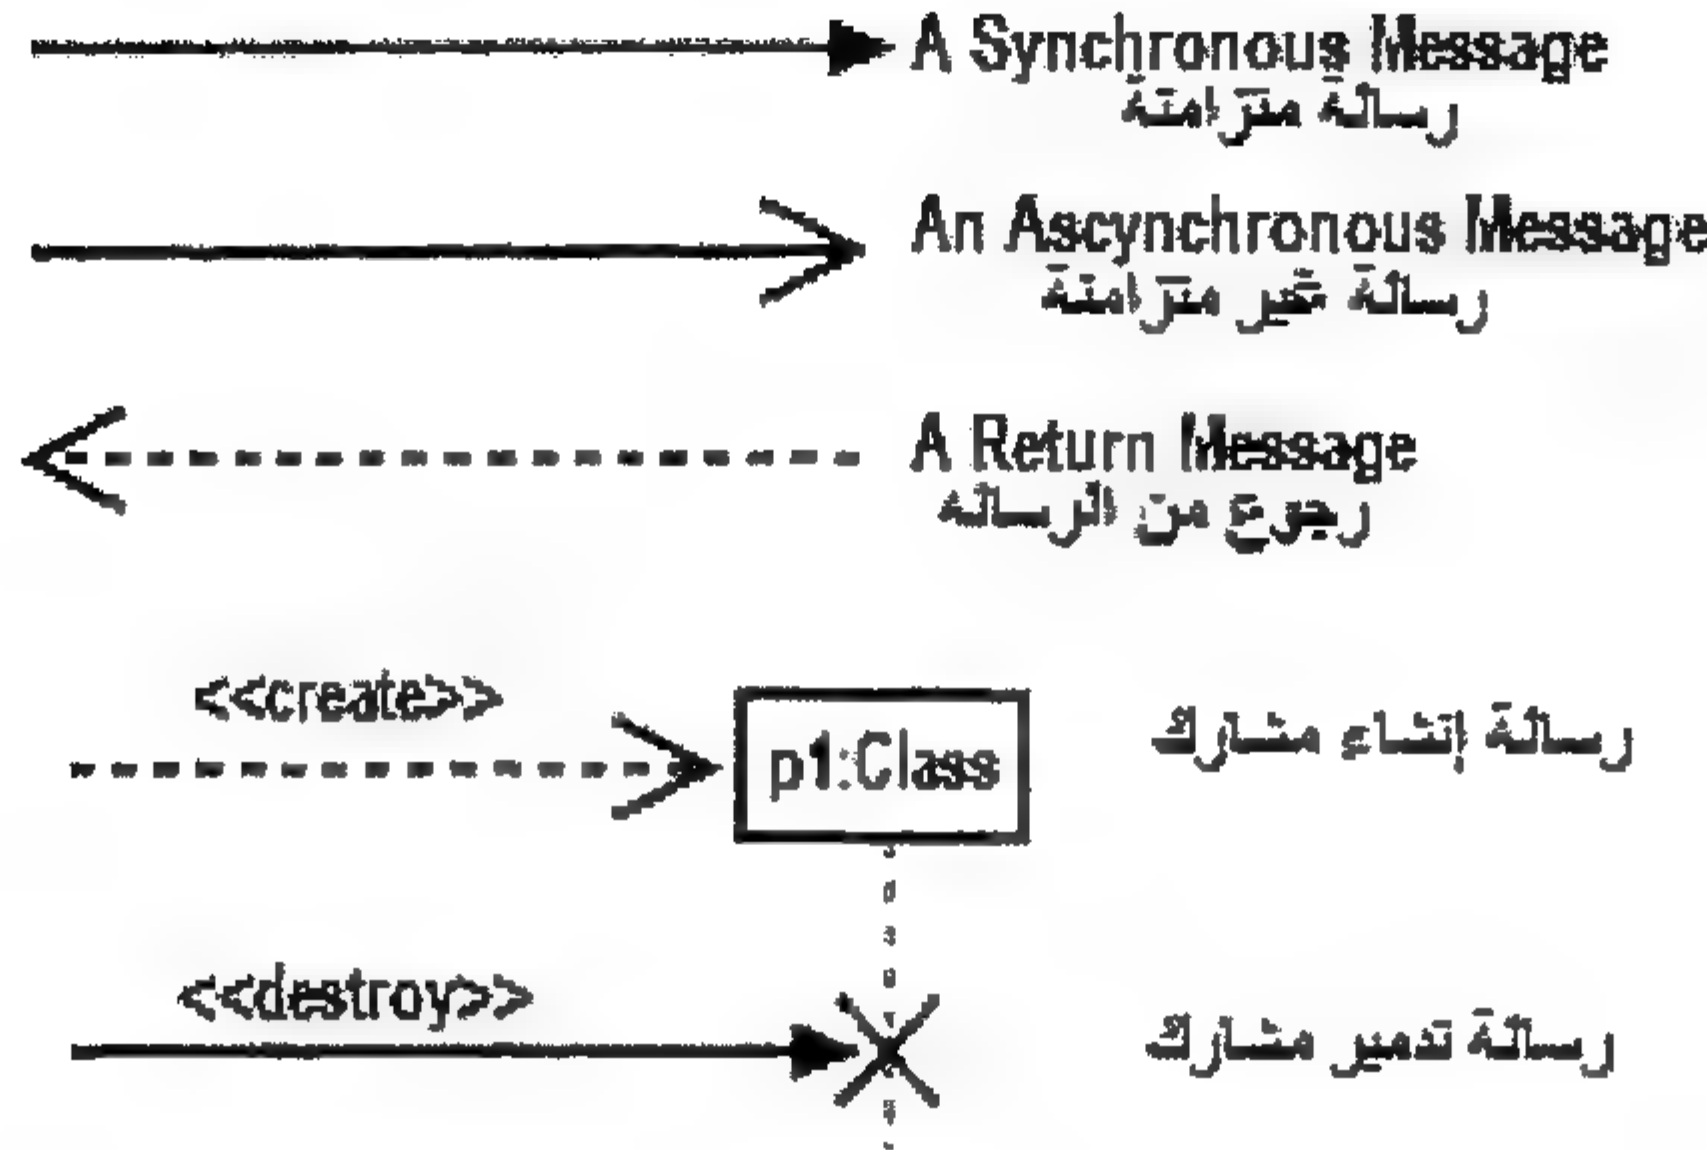 A Synchronous Message
رسالة متزامنة
An Ascynchronous Message
رسالة غير متزامنة
A Return Message
رجوع من الرساله
<<create>>
p1:Class
رسالة إنشاء مشارك
<<destroy>>
رسالة تدمير مشارك